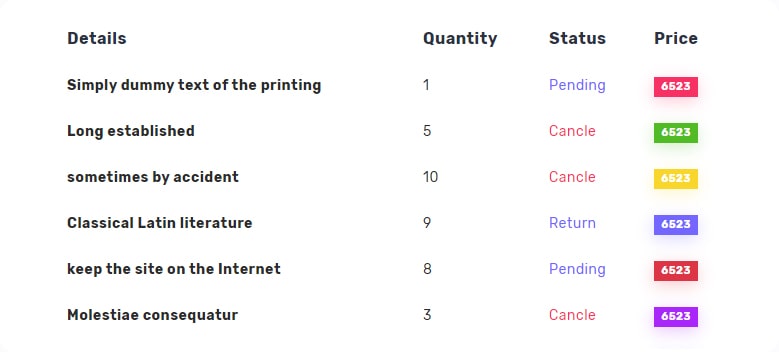 Details Quantity Status Price
Simply dummy text of the printing 1 Pending 6523
Long established 5 Cancle 6523
sometimes by accident 10 Cancle 6523
Classical Latin literature 9 Return 6523
keep the site on the Internet 8 Pending 6523
Molestiae consequatur 3 Cancle 6523